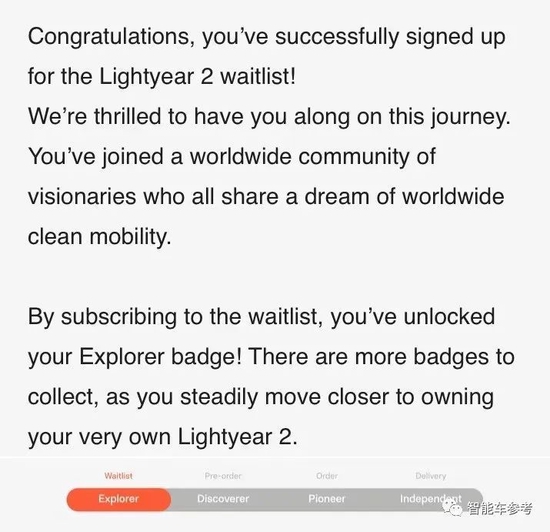 Congratulations, you've successfully signed up
for the Lightyear 2 waitlist!
We're thrilled to have you along on this journey.
You've joined a worldwide community of
visionaries who all share a dream of worldwide
clean mobility.
By subscribing to the waitlist, you've unlocked
your Explorer badge! There are more badges to
collect, as you steadily move closer to owning
your very own Lightyear 2.
Waitlist Pre-order Order Delivery
Explorer Discoverer Pioneer Independent
智能车参考